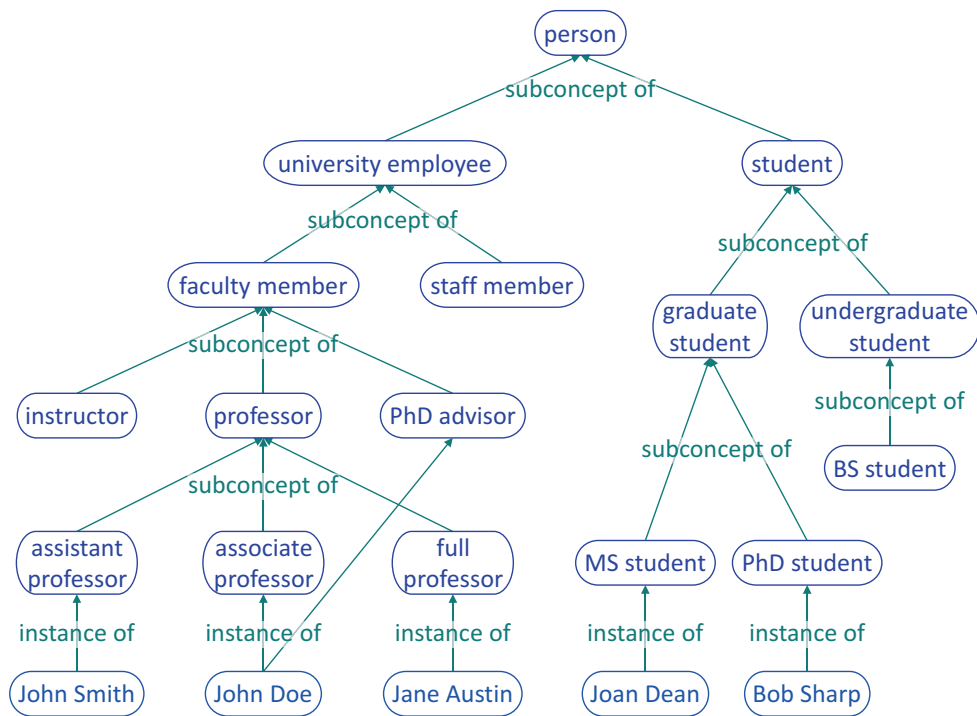 person
subconcept of
university employee
student
subconcept of
subconcept of
faculty member
staff member
graduate
student
undergraduate
student
subconcept of
instructor
professor
PhD advisor
subconcept of
subconcept of
BS student
subconcept of
assistant
professor
associate
professor
full
professor
MS student
PhD student
instance of
instance of
instance of
instance of
instance of
John Smith
John Doe
Jane Austin
Joan Dean
Bob Sharp